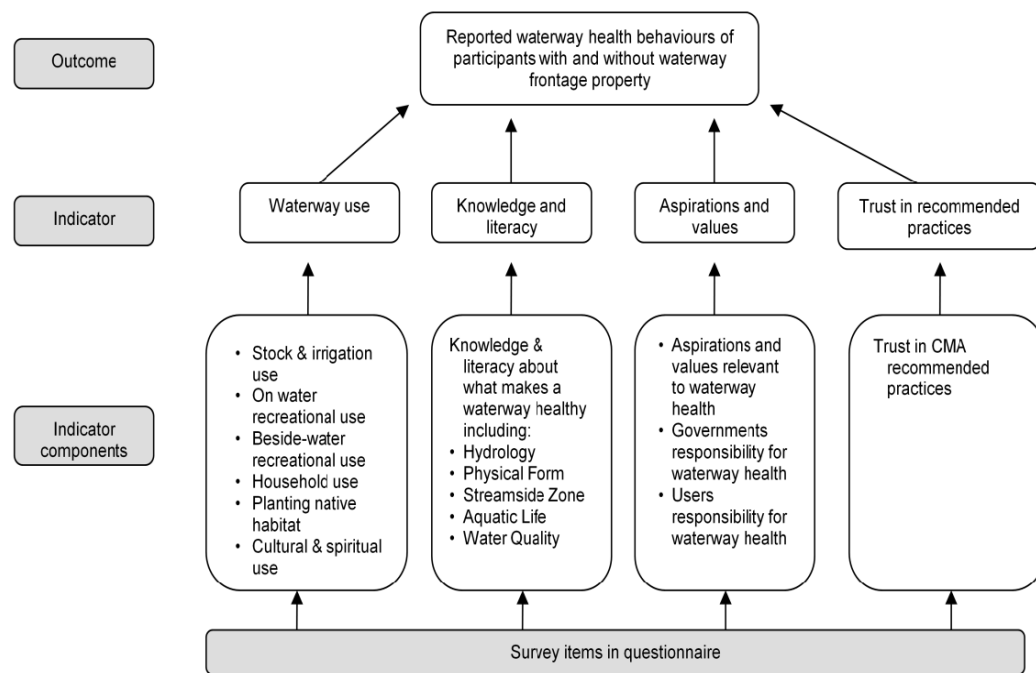 Outcome
Reported waterway health behaviours of
participants with and without waterway
frontage property
Indicator
Waterway use
Knowledge and
literacy
Aspirations and
values
Trust in recommended
practices
Indicator
components
• Stock & irrigation
use
• On water
recreational use
• Beside-water
recreational use
• Household use
• Planting native
habitat
• Cultural & spiritual
use
Knowledge &
literacy about
what makes a
waterway healthy
including:
• Hydrology
• Physical Form
• Streamside Zone
• Aquatic Life
• Water Quality
• Aspirations and
values relevant
to waterway
health
• Governments
responsibility for
waterway health
• Users
responsibility for
waterway health
Trust in CMA
recommended
practices
Survey items in questionnaire